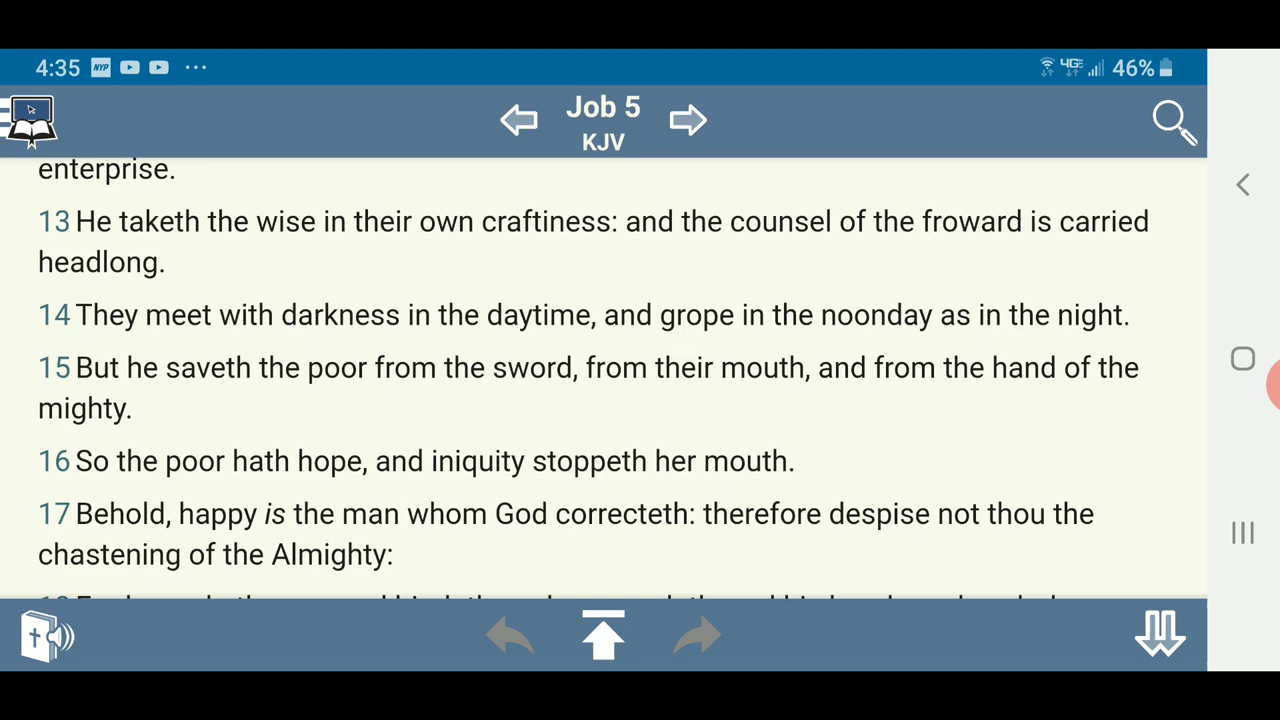 4:35 NYP ... 4GE 46%
Job 5
KJV
enterprise.
13 He taketh the wise in their own craftiness: and the counsel of the froward is carried
headlong.
14 They meet with darkness in the daytime, and grope in the noonday as in the night.
15 But he saveth the poor from the sword, from their mouth, and from the hand of the
mighty.
16 So the poor hath hope, and iniquity stoppeth her mouth.
17 Behold, happy is the man whom God correcteth: therefore despise not thou the
chastening of the Almighty: